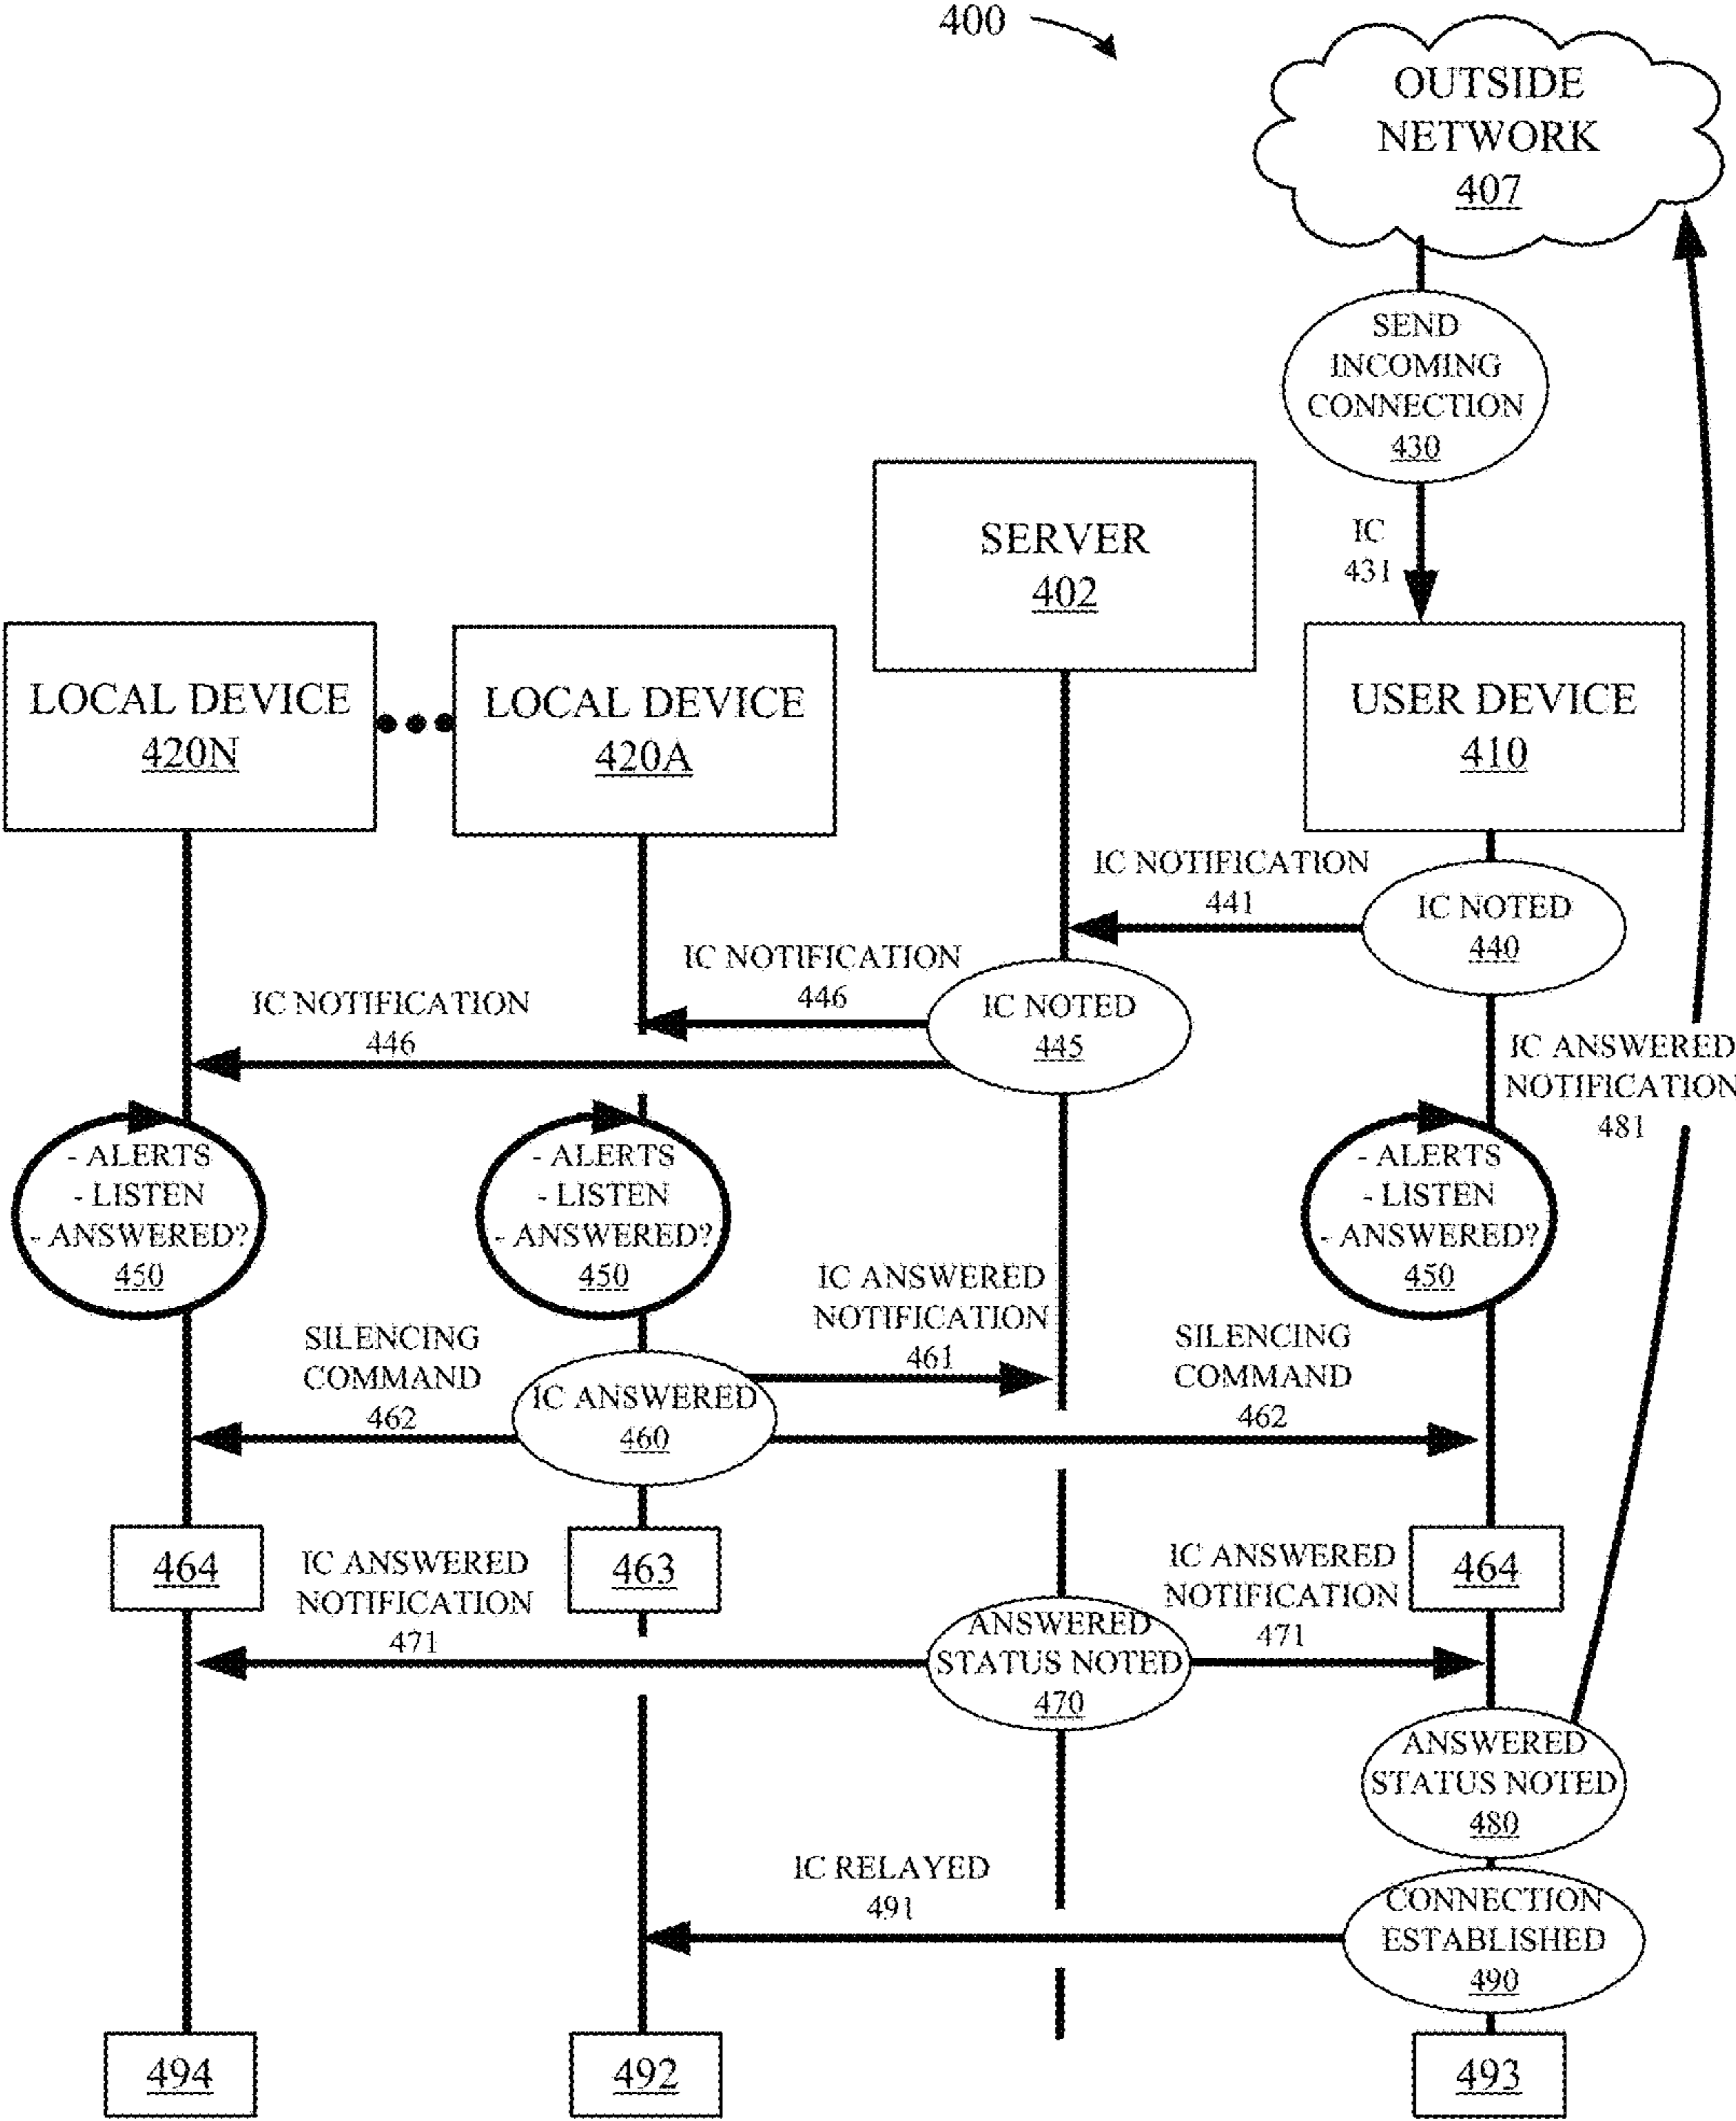 400
OUTSIDE
NETWORK
407
SEND
INCOMING
CONNECTION
430
IC
431
SERVER
402
LOCAL DEVICE
420N
LOCAL DEVICE
420A
USER DEVICE
410
IC NOTIFICATION
441
IC NOTED
440
IC NOTIFICATION
446
IC NOTED
445
IC NOTIFICATION
446
IC ANSWERED
NOTIFICATION
481
- ALERTS
- LISTEN
- ANSWERED?
450
- ALERTS
- LISTEN
- ANSWERED?
450
- ALERTS
- LISTEN
- ANSWERED?
450
IC ANSWERED
NOTIFICATION
461
SILENCING
COMMAND
462
IC ANSWERED
460
SILENCING
COMMAND
462
464
463
464
IC ANSWERED
NOTIFICATION
471
ANSWERED
STATUS NOTED
470
IC ANSWERED
NOTIFICATION
471
ANSWERED
STATUS NOTED
480
IC RELAYED
491
CONNECTION
ESTABLISHED
490
494
492
493